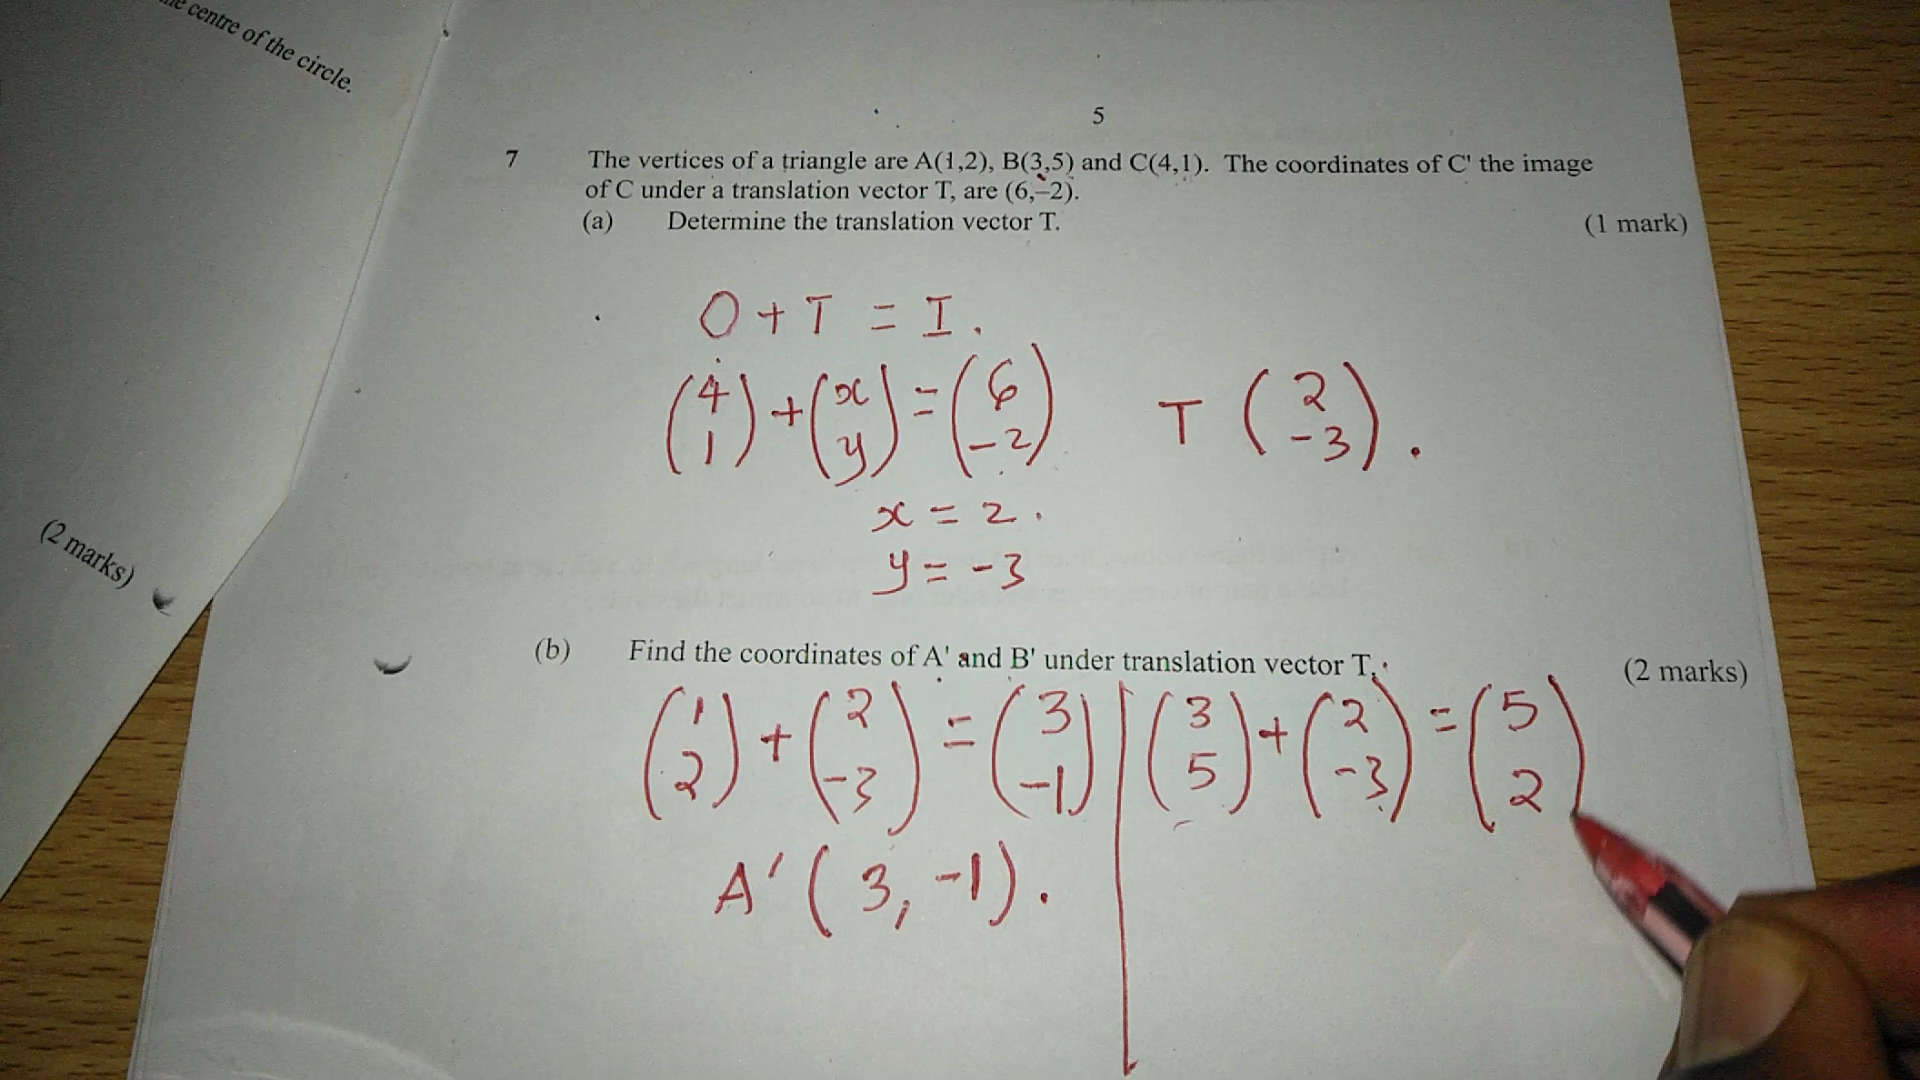 he centre of the circle.
(2 marks)
5
7 The vertices of a triangle are A(1,2), B(3,5) and C(4,1). The coordinates of C' the image
of C under a translation vector T, are (6,−2).
(a) Determine the translation vector T. (1 mark)
O + T = I.
(4 1) + (x y) = (6 -2) T (2 -3).
x = 2.
y = -3
(b) Find the coordinates of A' and B' under translation vector T. (2 marks)
(1 2) + (2 -3) = (3 -1) | (3 5) + (2 -3) = (5 2)
A' (3, -1).